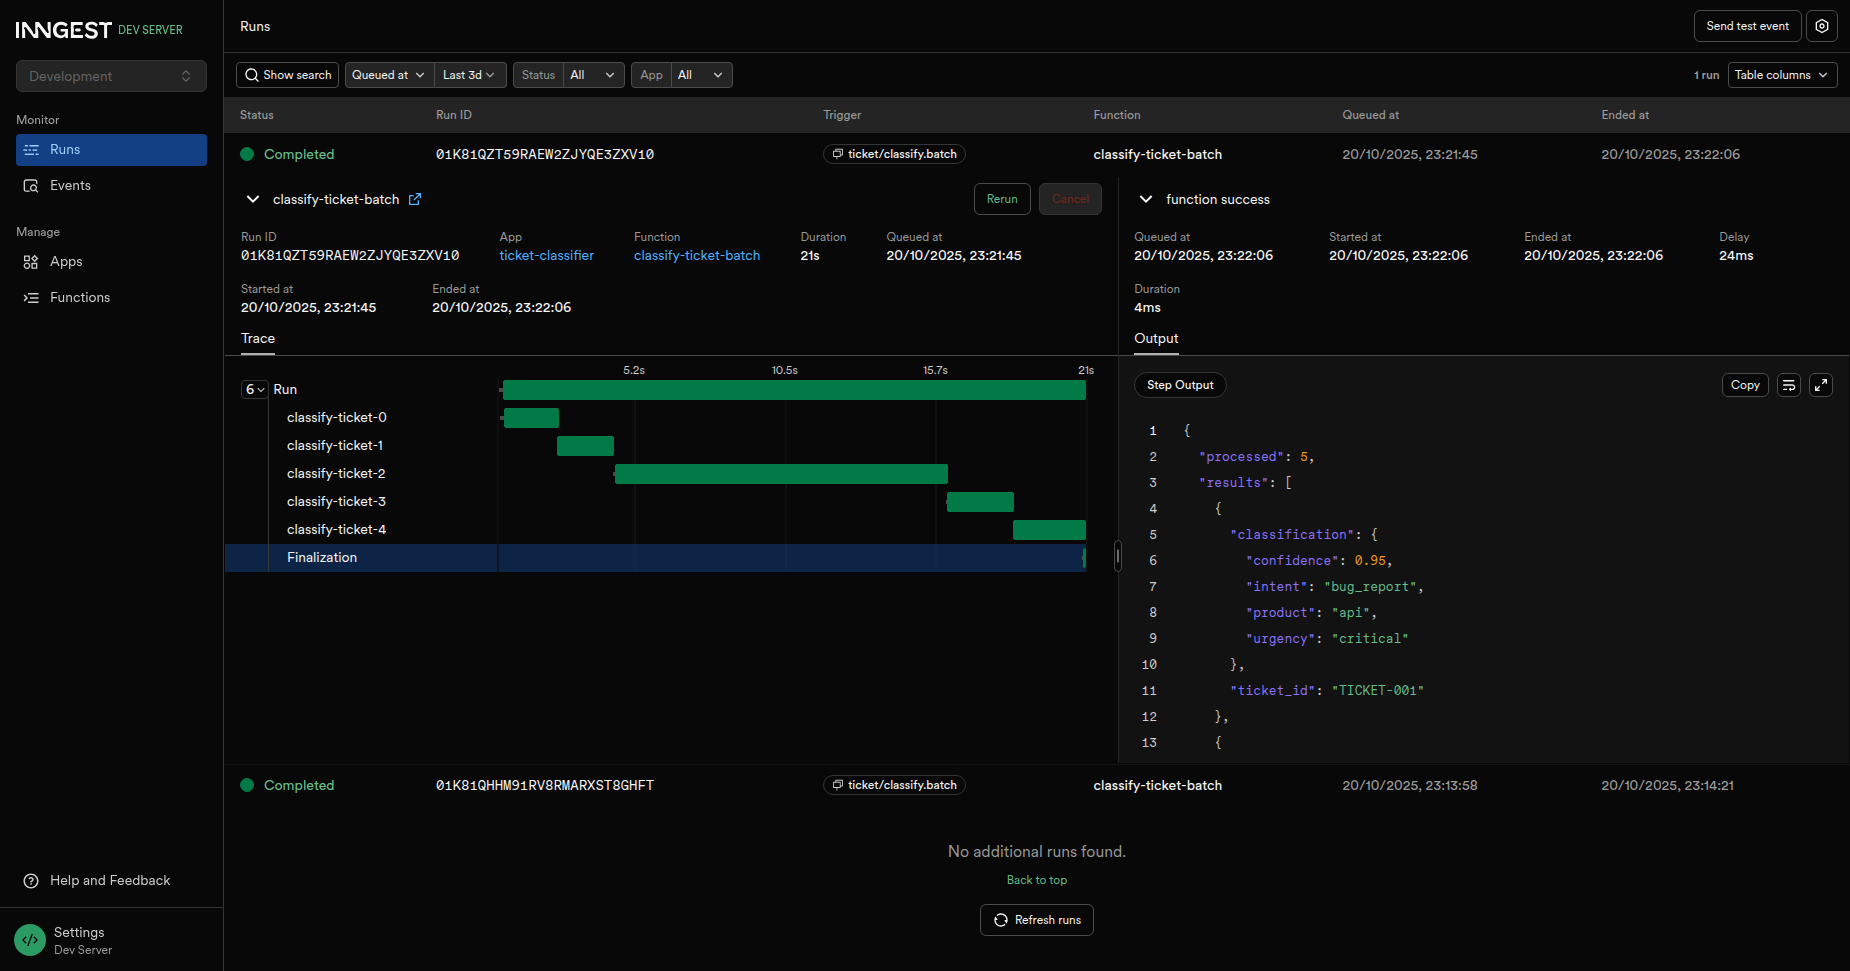 INNGEST DEV SERVER
Development
Monitor
Runs
Events
Manage
Apps
Functions
Help and Feedback
Settings
Dev Server
Runs
Send test event
Show search
Queued at
Last 3d
Status
All
App
All
1 run
Table columns
Status Run ID Trigger Function Queued at Ended at
Completed 01K81QZT59RAEW2ZJYQE3ZXV10 ticket/classify.batch classify-ticket-batch 20/10/2025, 23:21:45 20/10/2025, 23:22:06
classify-ticket-batch
Rerun
Cancel
Run ID App Function Duration Queued at
01K81QZT59RAEW2ZJYQE3ZXV10 ticket-classifier classify-ticket-batch 21s 20/10/2025, 23:21:45
Started at Ended at
20/10/2025, 23:21:45 20/10/2025, 23:22:06
Trace
5.2s 10.5s 15.7s 21s
6 Run
classify-ticket-0
classify-ticket-1
classify-ticket-2
classify-ticket-3
classify-ticket-4
Finalization
function success
Queued at Started at Ended at Delay
20/10/2025, 23:22:06 20/10/2025, 23:22:06 20/10/2025, 23:22:06 24ms
Duration
4ms
Output
Step Output
Copy
1 {
2 "processed": 5,
3 "results": [
4 {
5 "classification": {
6 "confidence": 0.95,
7 "intent": "bug_report",
8 "product": "api",
9 "urgency": "critical"
10 },
11 "ticket_id": "TICKET-001"
12 },
13 {
Completed 01K81QHHM91RV8RMARXST8GHFT ticket/classify.batch classify-ticket-batch 20/10/2025, 23:13:58 20/10/2025, 23:14:21
No additional runs found.
Back to top
Refresh runs